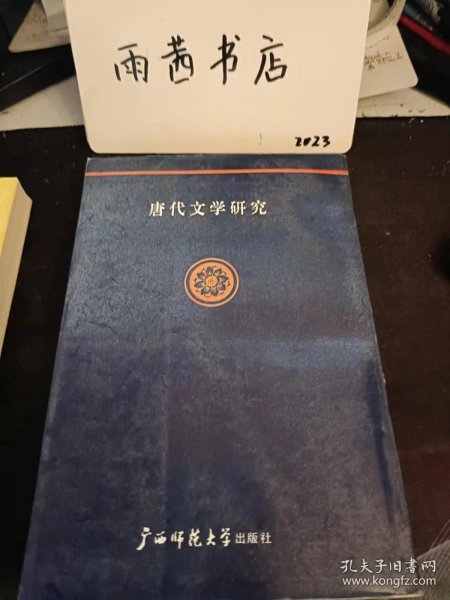 雨茜书店
2023
唐代文学研究
广西师范大学出版社
孔夫子旧书网
www.kongfz.com